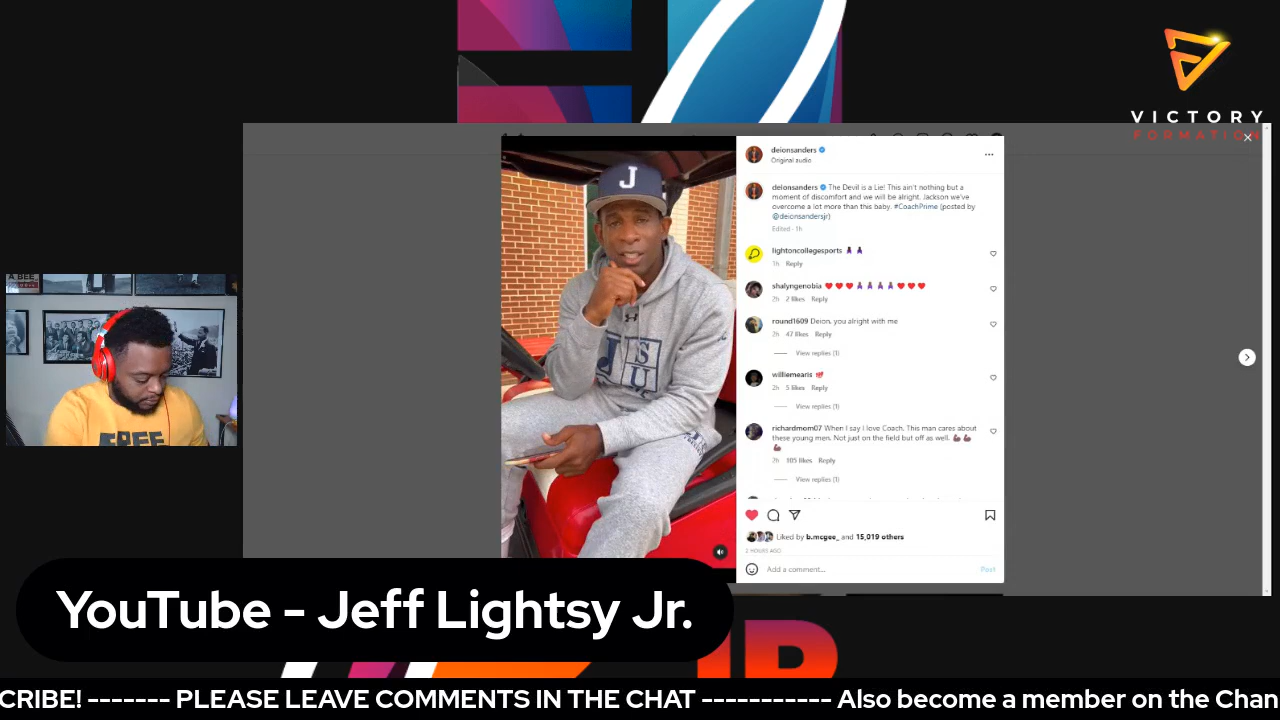 VICTORY
FORMATION
deionsanders
Original audio
deionsanders The Devil is a Lie! This ain't nothing but a
moment of discomfort and we will be alright. Jackson we've
overcome a lot more than this baby. #CoachPrime (posted by
@deionsandersjr)
Edited · 1h
lightoncollegesports
1h Reply
shalyngenobia ❤️❤️❤️ ❤️❤️❤️
2h 2 likes Reply
round1609 Deion, you alright with me
2h 47 likes Reply
View replies (1)
williemearis
2h 5 likes Reply
View replies (1)
richardmom07 When I say I love Coach. This man cares about
these young men. Not just on the field but off as well.
2h 105 likes Reply
View replies (1)
Liked by b.mcgee_ and 15,019 others
2 HOURS AGO
Add a comment...
Post
J
J S
U
FREE
YouTube - Jeff Lightsy Jr.
CRIBE! ------- PLEASE LEAVE COMMENTS IN THE CHAT ----------- Also become a member on the Chan